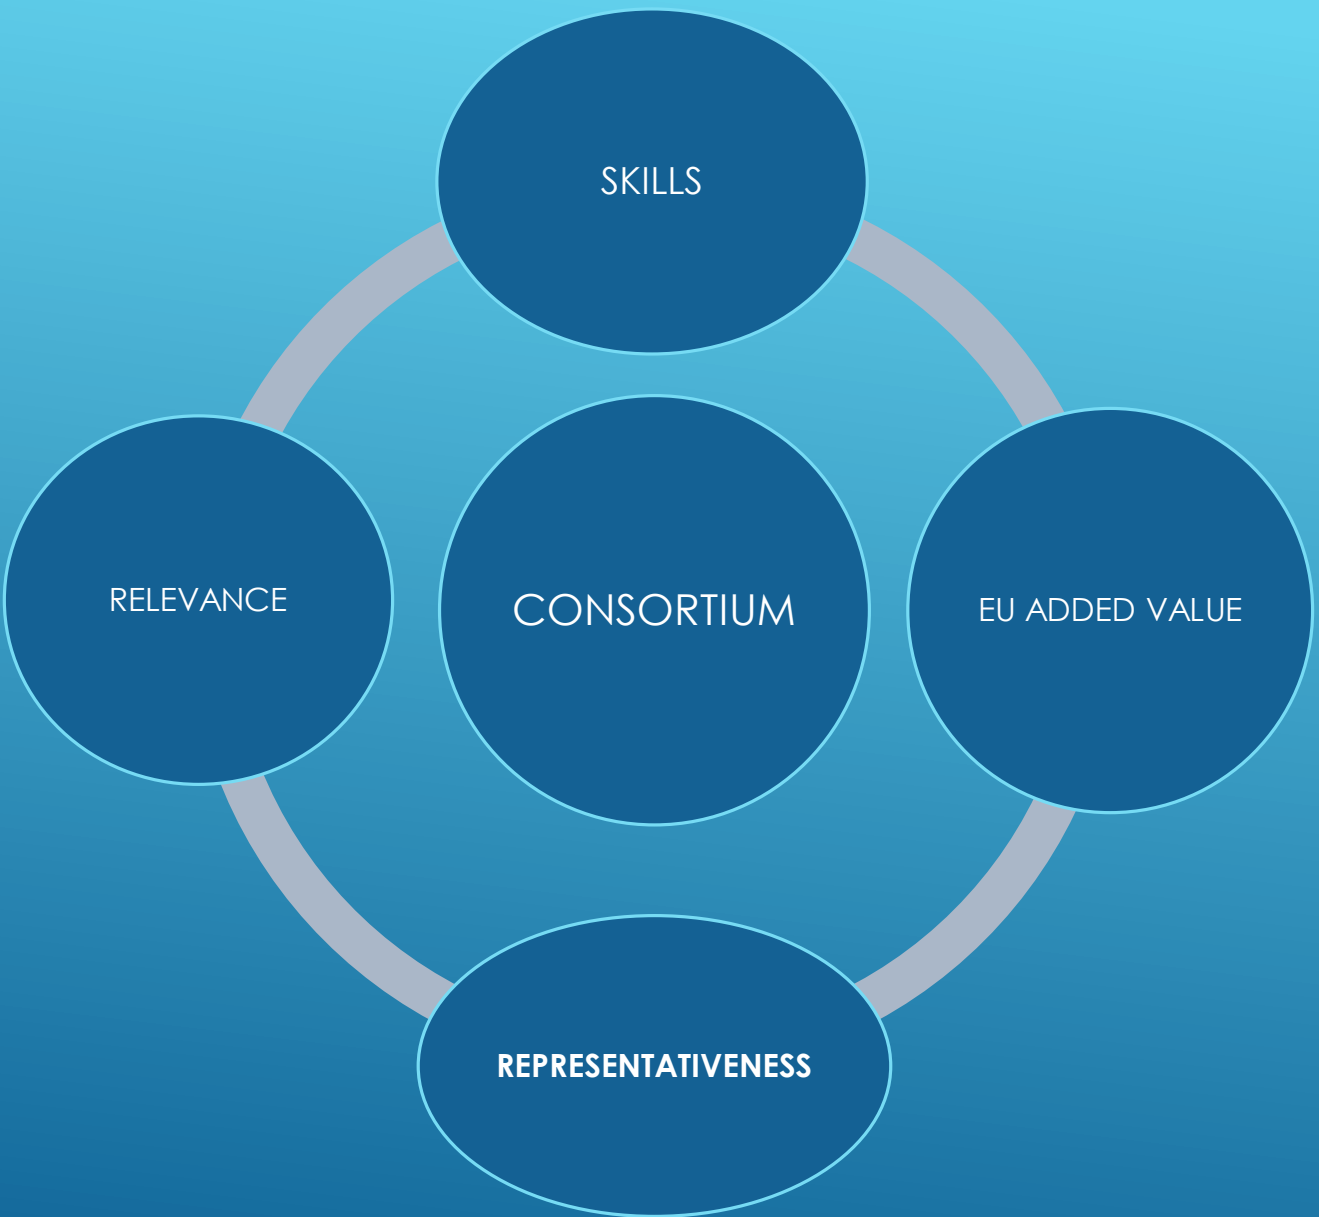 SKILLS
RELEVANCE
CONSORTIUM
EU ADDED VALUE
REPRESENTATIVENESS